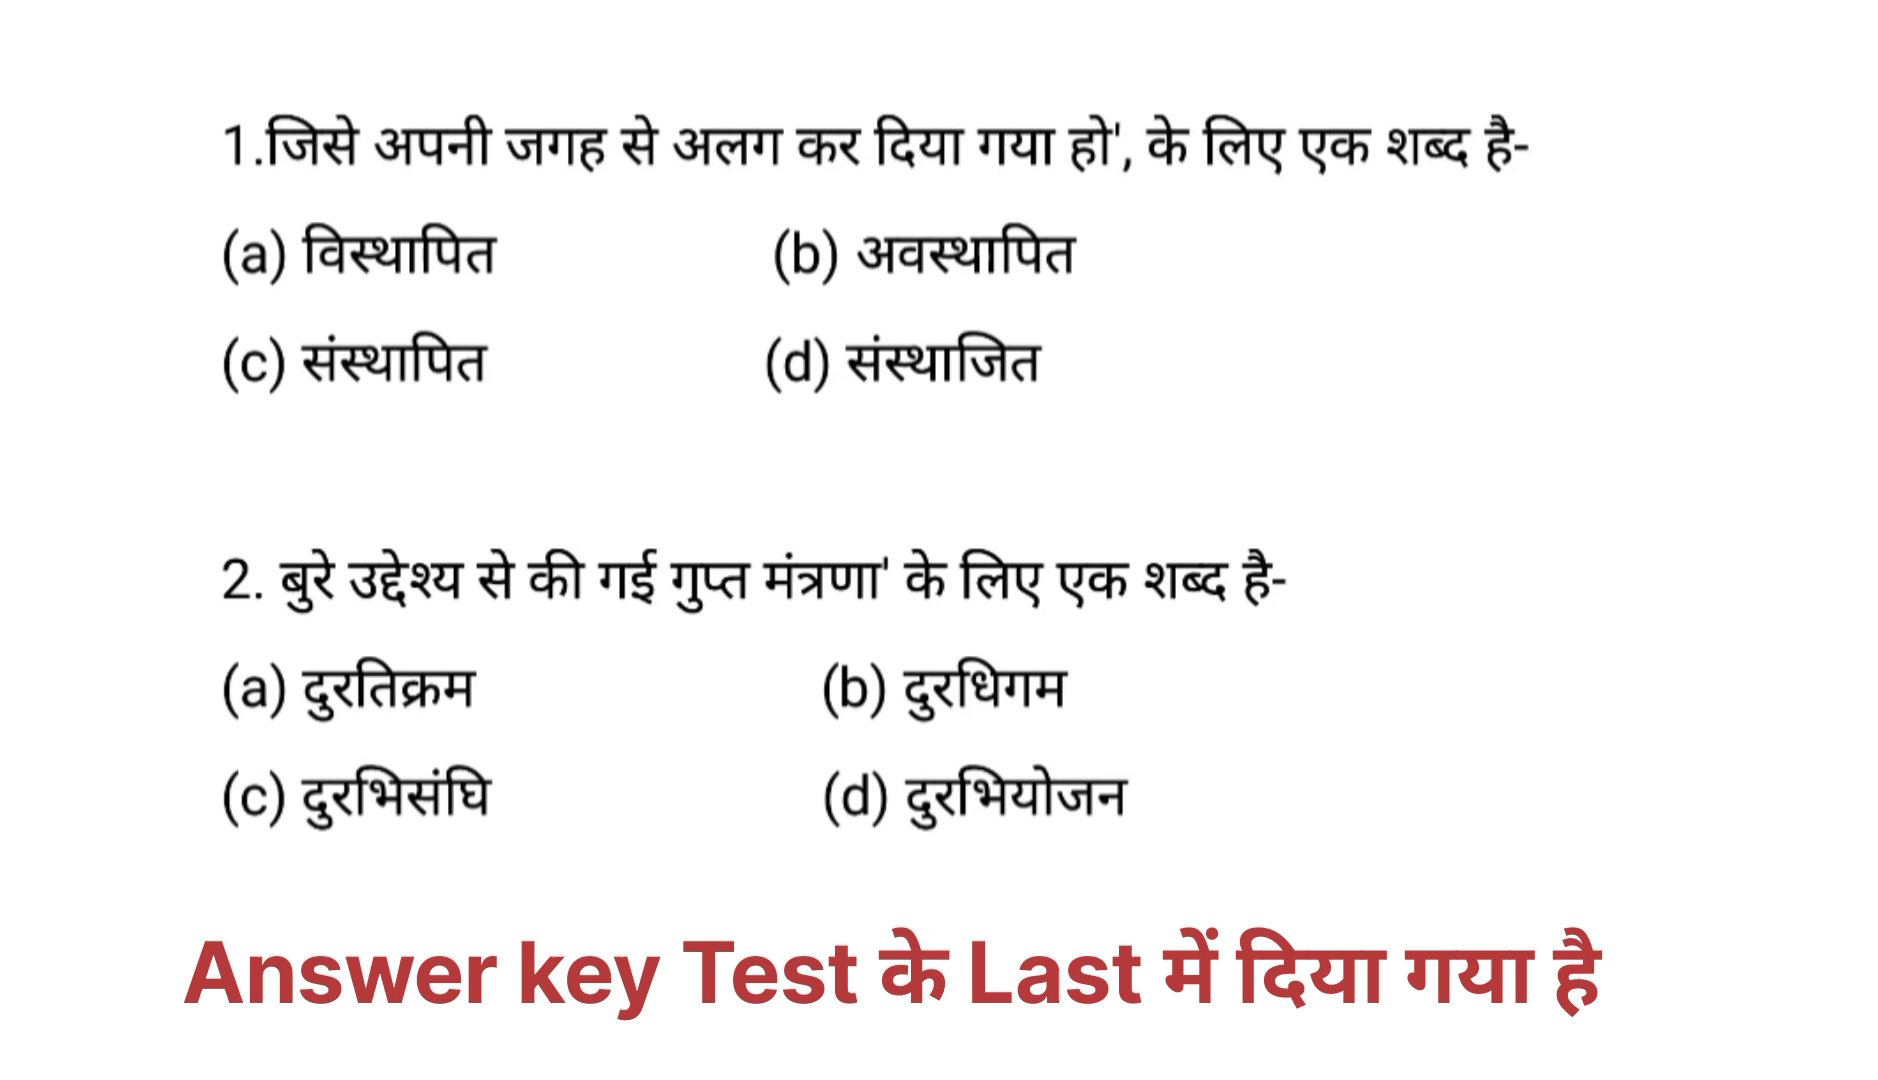 1.जिसे अपनी जगह से अलग कर दिया गया हो', के लिए एक शब्द है-
(a) विस्थापित (b) अवस्थापित
(c) संस्थापित (d) संस्थाजित
2. बुरे उद्देश्य से की गई गुप्त मंत्रणा' के लिए एक शब्द है-
(a) दुरतिक्रम (b) दुरधिगम
(c) दुरभिसंघि (d) दुरभियोजन
Answer key Test के Last में दिया गया है